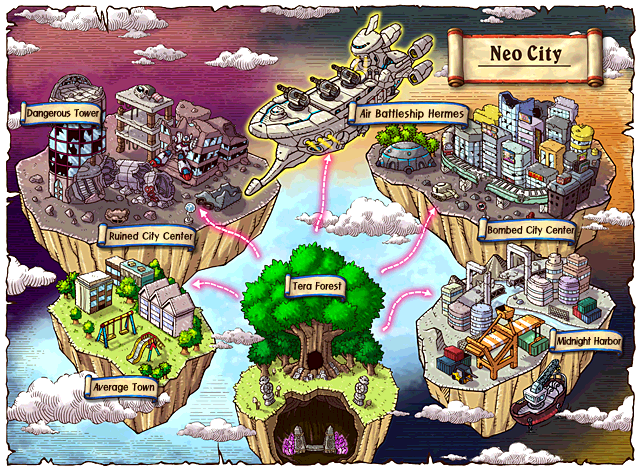 Neo City
Dangerous Tower
Air Battleship Hermes
Ruined City Center
Bombed City Center
Tera Forest
Midnight Harbor
Average Town